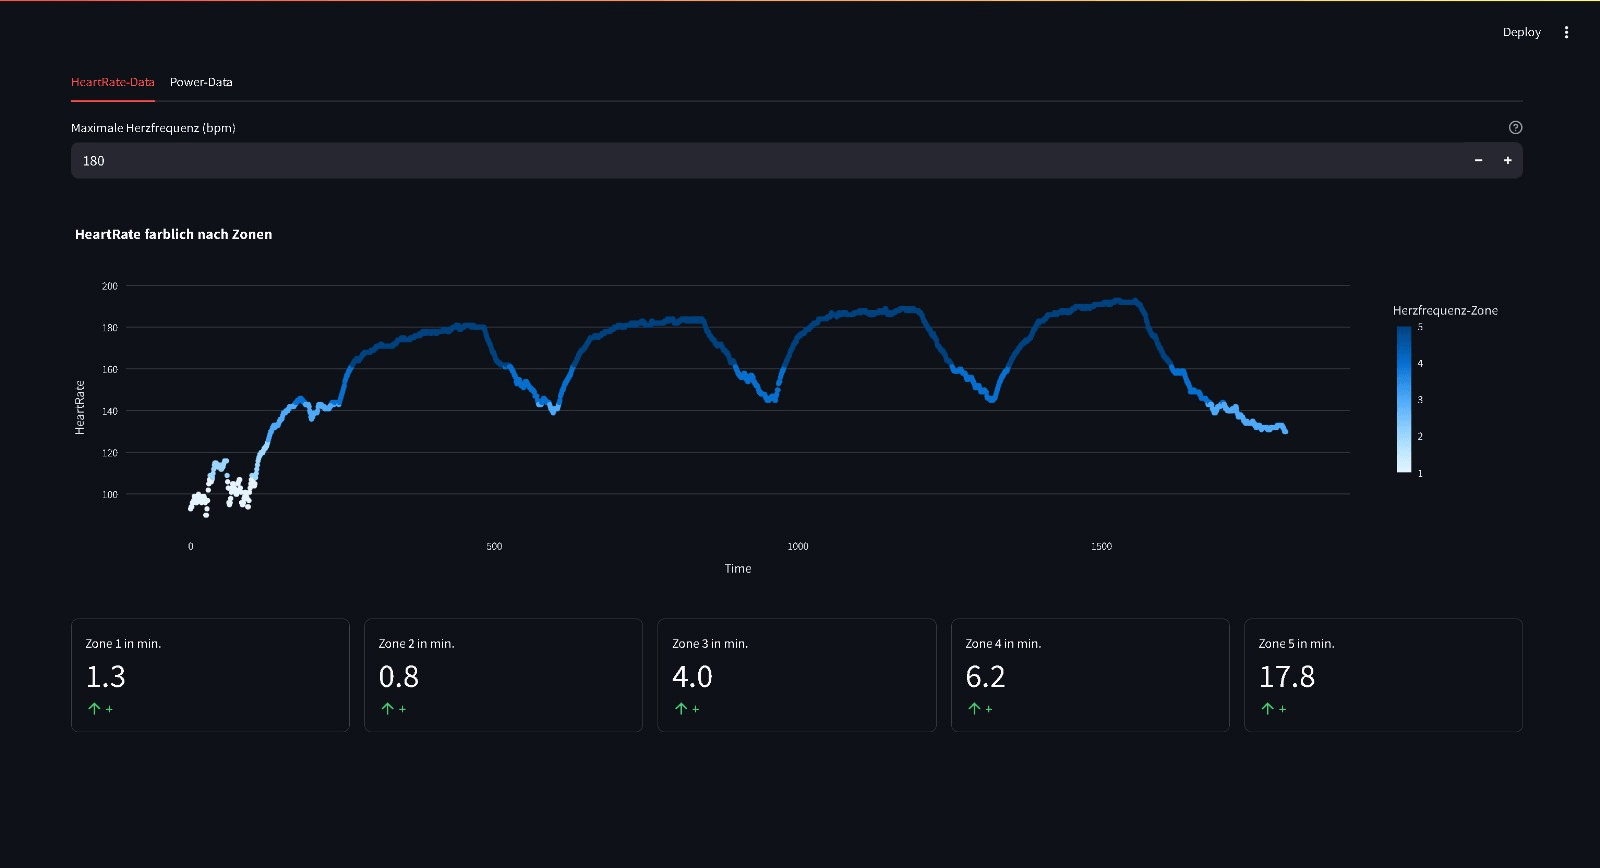 Deploy
HeartRate-Data Power-Data
Maximale Herzfrequenz (bpm)
180
HeartRate farblich nach Zonen
200
180
160
140
120
100
HeartRate
0 500 1000 1500
Time
Herzfrequenz-Zone
5
4
3
2
1
Zone 1 in min.
1.3
+
Zone 2 in min.
0.8
+
Zone 3 in min.
4.0
+
Zone 4 in min.
6.2
+
Zone 5 in min.
17.8
+